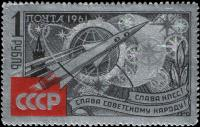 ПОЧТА 1961
1
РУБЛЬ
СССР
СЛАВА КПСС!
СЛАВА СОВЕТСКОМУ НАРОДУ!